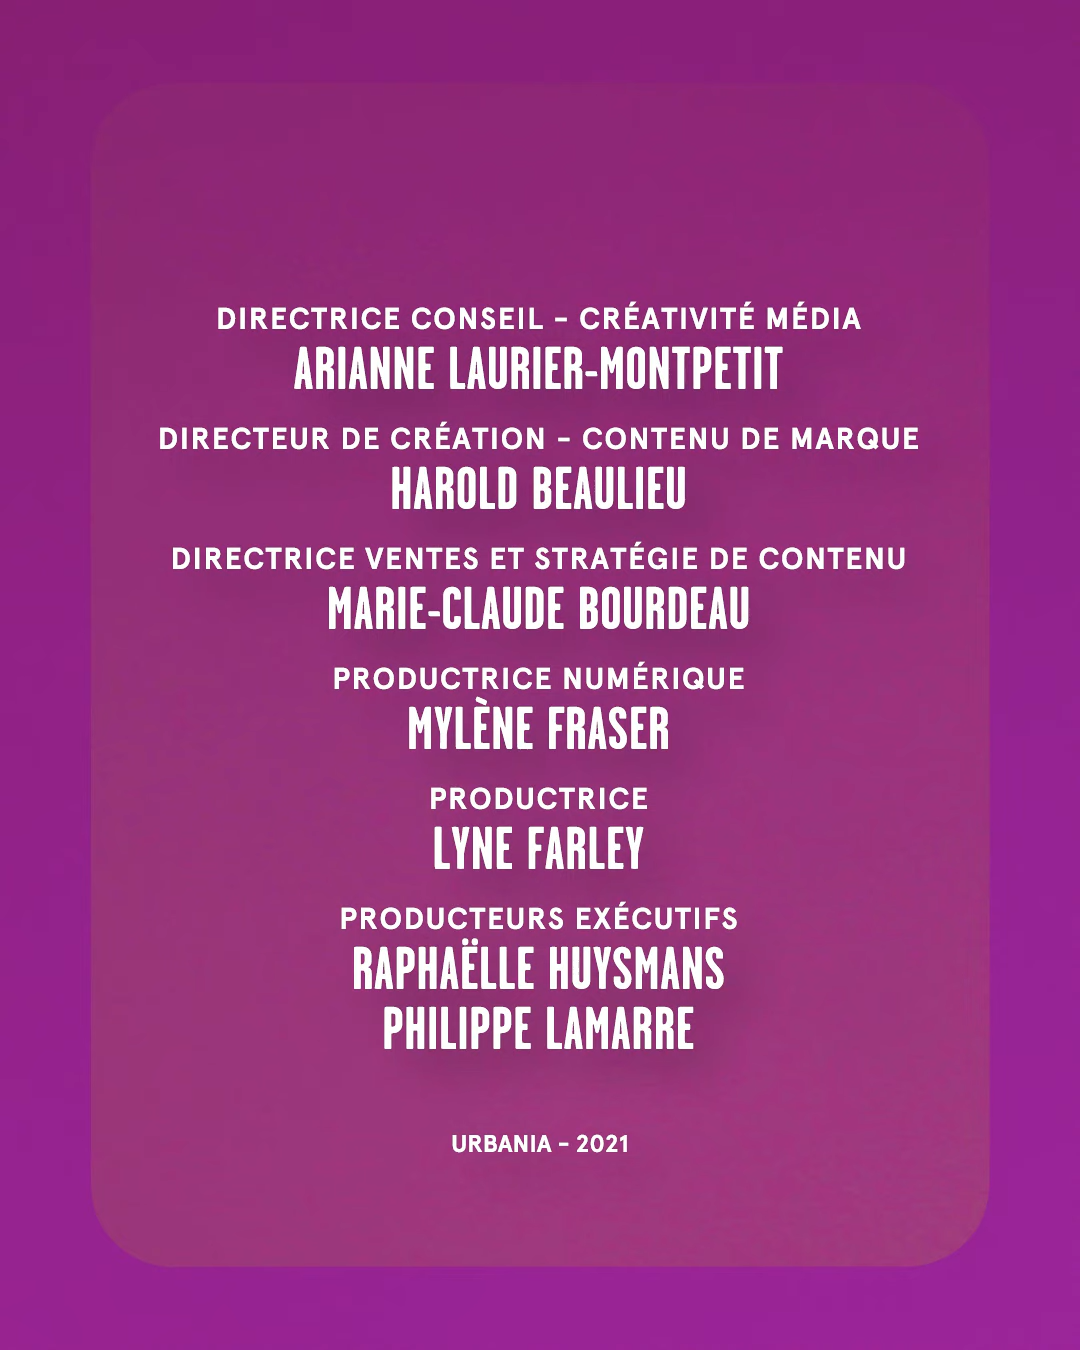 DIRECTRICE CONSEIL – CRÉATIVITÉ MÉDIA
ARIANNE LAURIER-MONTPETIT
DIRECTEUR DE CRÉATION – CONTENU DE MARQUE
HAROLD BEAULIEU
DIRECTRICE VENTES ET STRATÉGIE DE CONTENU
MARIE-CLAUDE BOURDEAU
PRODUCTRICE NUMÉRIQUE
MYLÈNE FRASER
PRODUCTRICE
LYNE FARLEY
PRODUCTEURS EXÉCUTIFS
RAPHAËLLE HUYSMANS
PHILIPPE LAMARRE
URBANIA – 2021